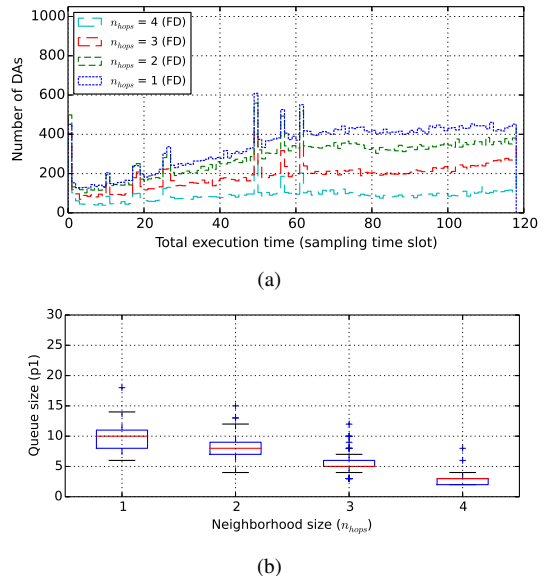 1000
800
600
400
200
0
Number of DAs
n_hops = 4 (FD)
n_hops = 3 (FD)
n_hops = 2 (FD)
n_hops = 1 (FD)
0 20 40 60 80 100 120
Total execution time (sampling time slot)
(a)
30
25
20
15
10
5
0
Queue size (p1)
1 2 3 4
Neighborhood size (n_hops)
(b)